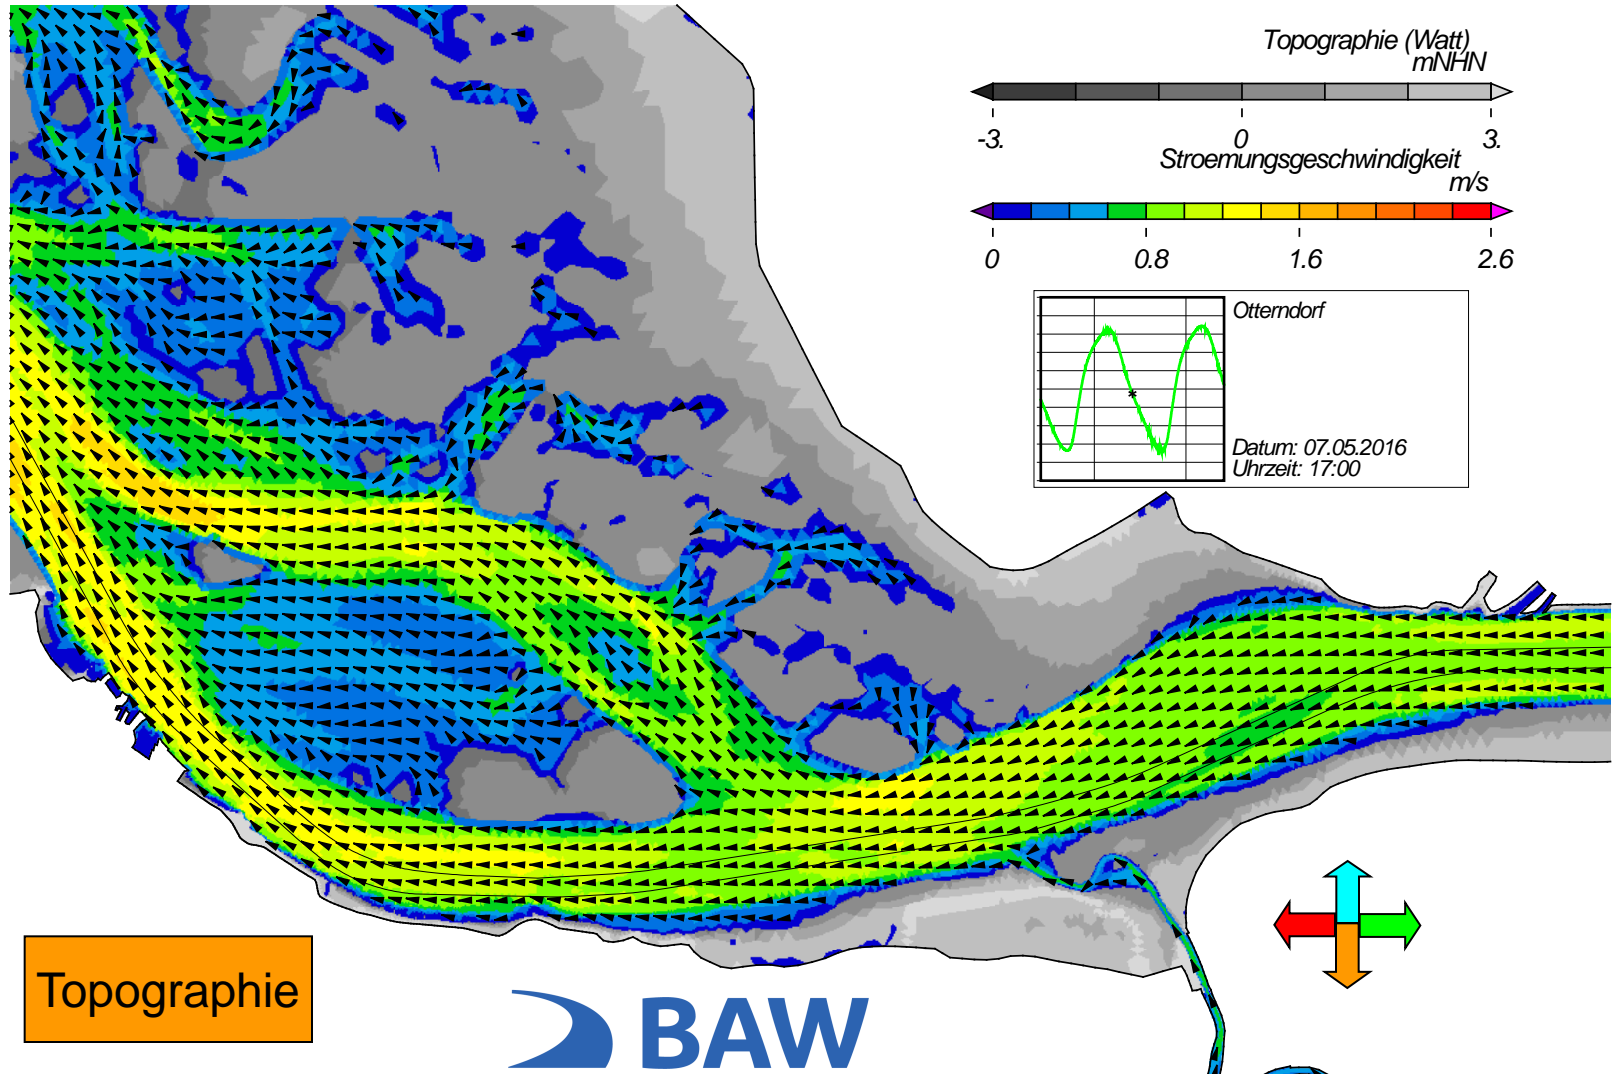 Topographie (Watt)
mNHN
-3. 0 3.
Stroemungsgeschwindigkeit
m/s
0 0.8 1.6 2.6
Otterndorf
Datum: 07.05.2016
Uhrzeit: 17:00
Topographie
BAW